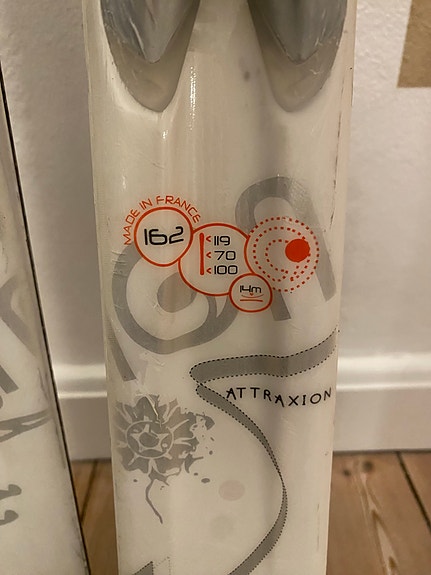 MADE IN FRANCE
162
<119
<70
<100
14m
ATTRAXION